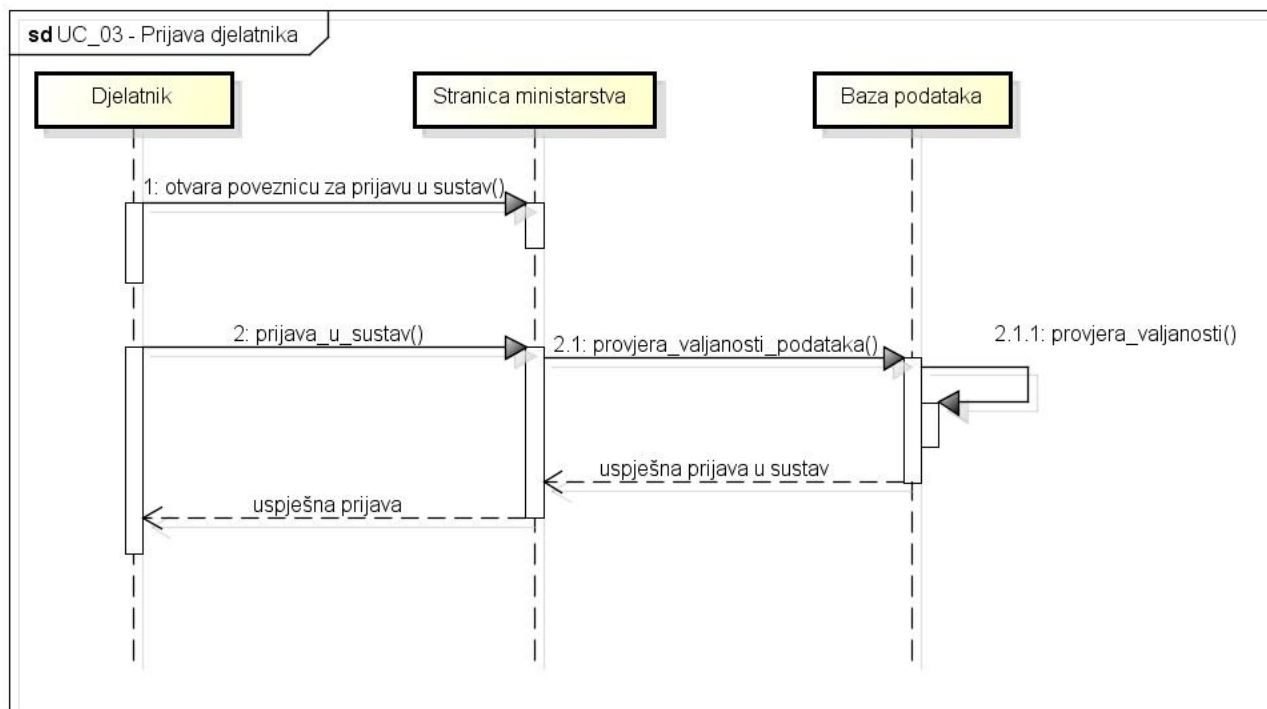 sd UC_03 - Prijava djelatnika
Djelatnik
Stranica ministarstva
Baza podataka
1: otvara poveznicu za prijavu u sustav()
2: prijava_u_sustav()
2.1: provjera_valjanosti_podataka()
2.1.1: provjera_valjanosti()
uspješna prijava u sustav
uspješna prijava